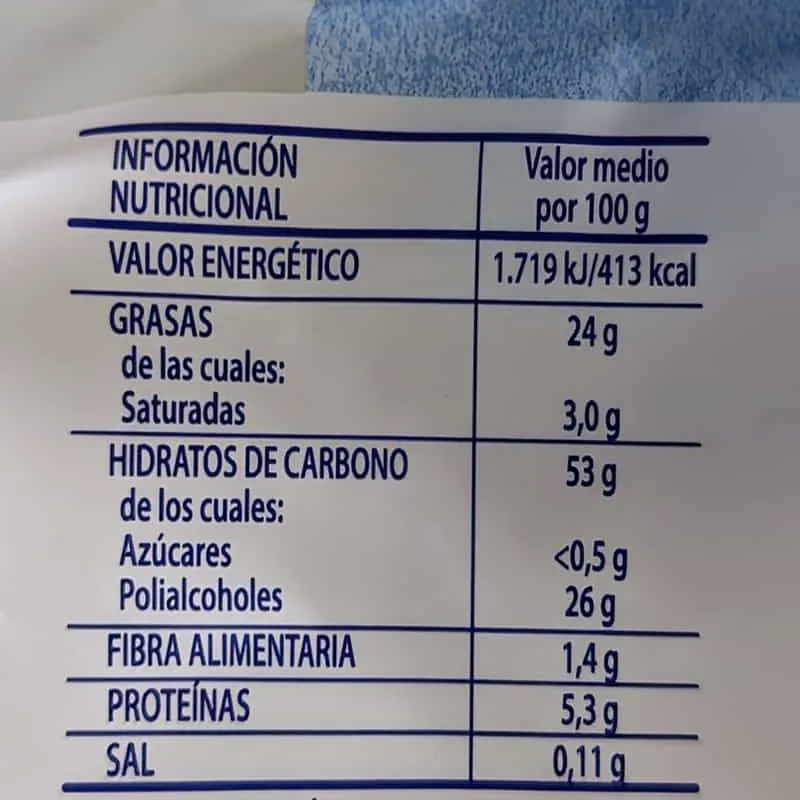 INFORMACIÓN
NUTRICIONAL
Valor medio
por 100 g
VALOR ENERGÉTICO 1.719 kJ/413 kcal
GRASAS 24 g
de las cuales:
Saturadas 3,0 g
HIDRATOS DE CARBONO 53 g
de los cuales:
Azúcares <0,5 g
Polialcoholes 26 g
FIBRA ALIMENTARIA 1,4 g
PROTEÍNAS 5,3 g
SAL 0,11 g